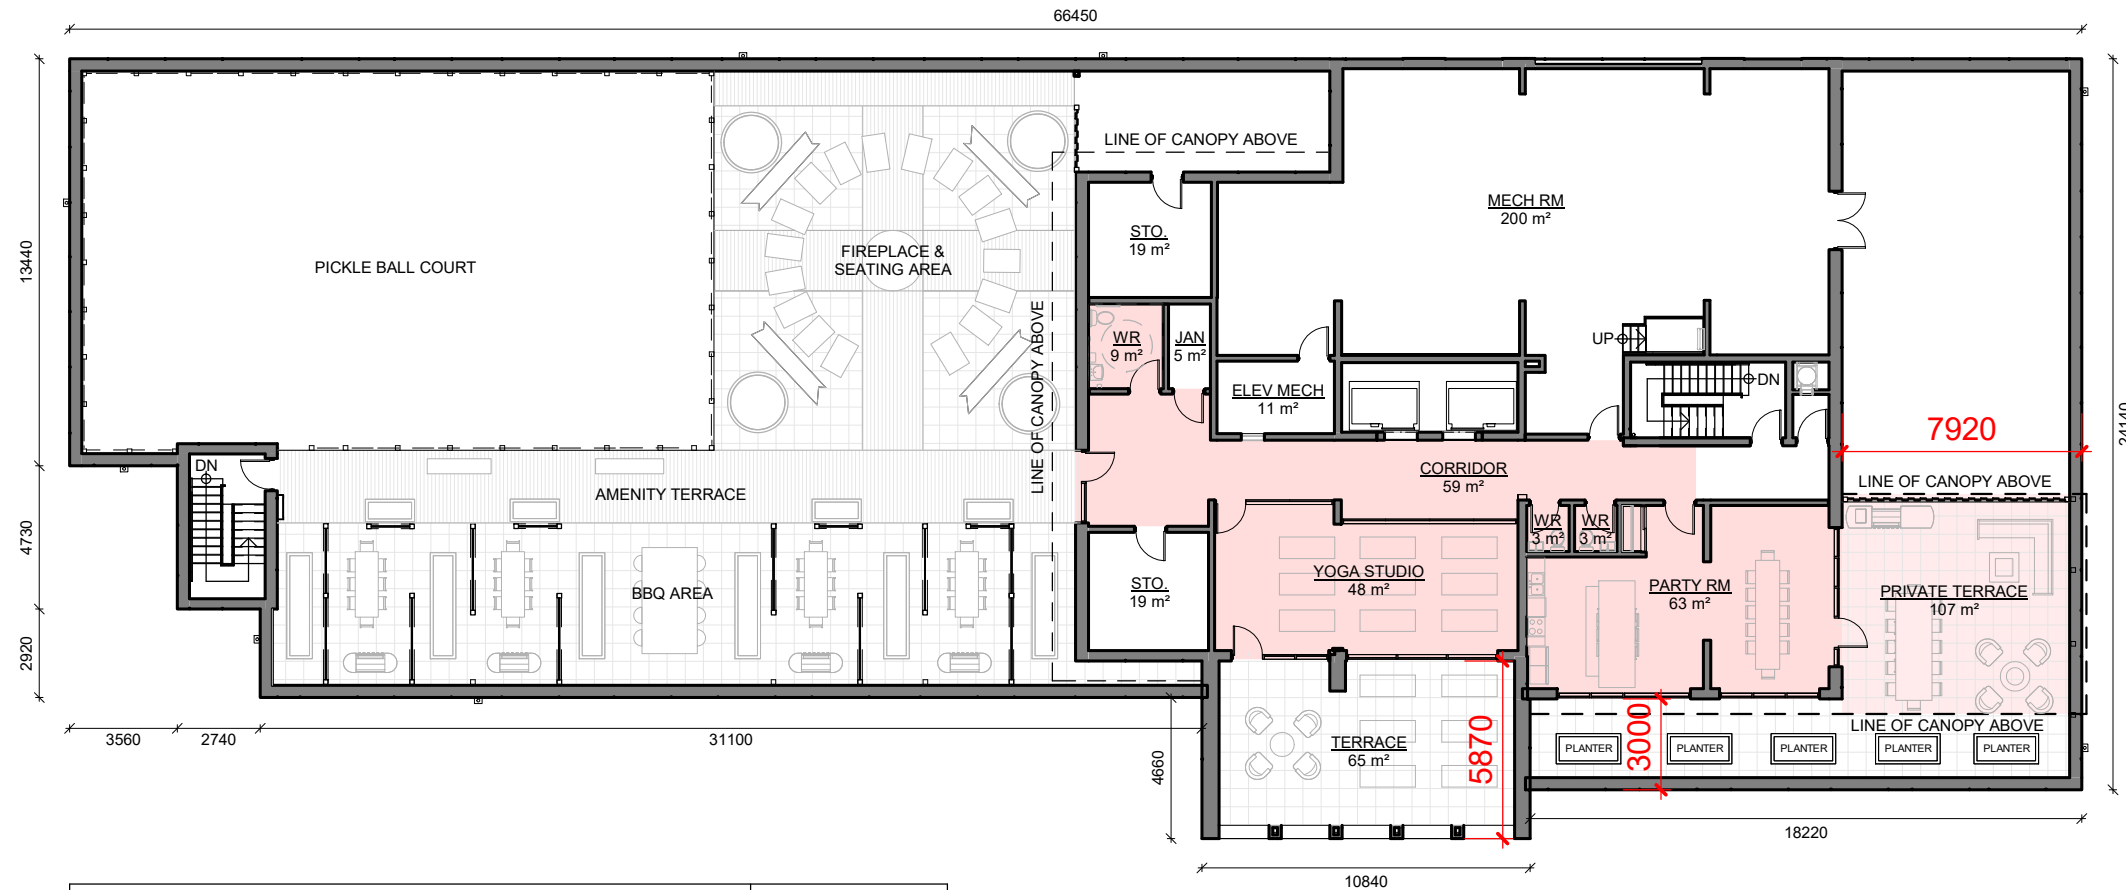 66450
LINE OF CANOPY ABOVE
MECH RM
200 m²
STO.
19 m²
FIREPLACE &
SEATING AREA
PICKLE BALL COURT
13440
LINE OF CANOPY ABOVE
WR
9 m²
JAN
5 m²
UP
ELEV MECH
11 m²
DN
7920
24140
CORRIDOR
59 m²
LINE OF CANOPY ABOVE
DN
AMENITY TERRACE
4730
WR
3 m²
WR
3 m²
YOGA STUDIO
48 m²
STO.
19 m²
BBQ AREA
PARTY RM
63 m²
PRIVATE TERRACE
107 m²
2920
3560
2740
31100
4660
TERRACE
65 m²
5870
3000
LINE OF CANOPY ABOVE
PLANTER
PLANTER
PLANTER
PLANTER
PLANTER
18220
10840